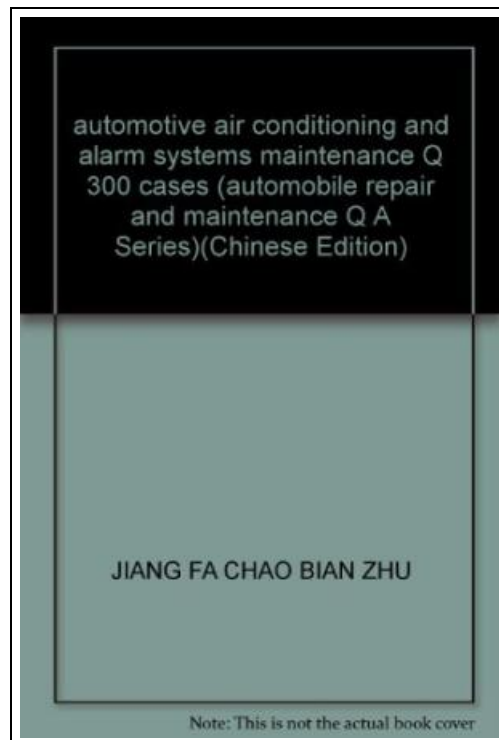 automotive air conditioning and
alarm systems maintenance Q
300 cases (automobile repair
and maintenance Q A
Series)(Chinese Edition)
JIANG FA CHAO BIAN ZHU
Note: This is not the actual book cover